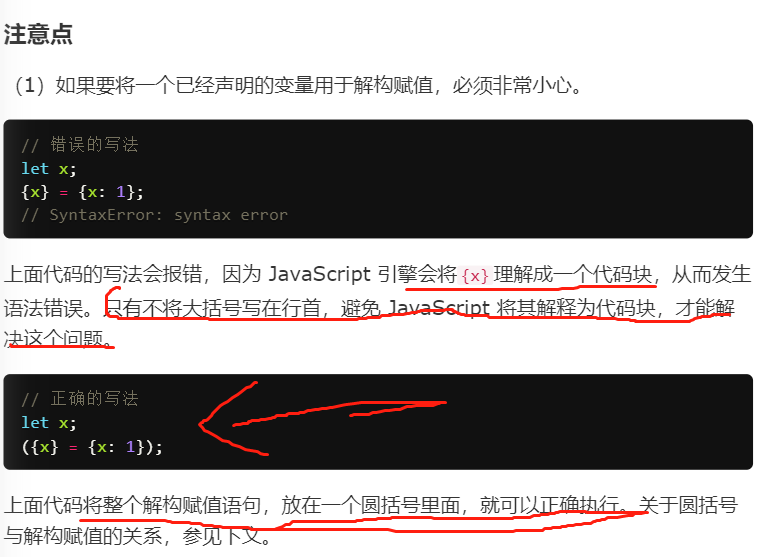 注意点
（1）如果要将一个已经声明的变量用于解构赋值，必须非常小心。
// 错误的写法
let x;
{x} = {x: 1};
// SyntaxError: syntax error
上面代码的写法会报错，因为 JavaScript 引擎会将{x}理解成一个代码块，从而发生
语法错误。只有不将大括号写在行首，避免 JavaScript 将其解释为代码块，才能解
决这个问题。
// 正确的写法
let x;
({x} = {x: 1});
上面代码将整个解构赋值语句，放在一个圆括号里面，就可以正确执行。关于圆括号
与解构赋值的关系，参见下文。